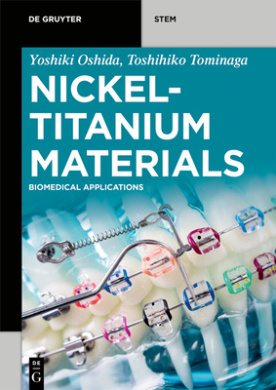 DE GRUYTER STEM
Yoshiki Oshida, Toshihiko Tominaga
NICKEL-
TITANIUM
MATERIALS
BIOMEDICAL APPLICATIONS
DE
G